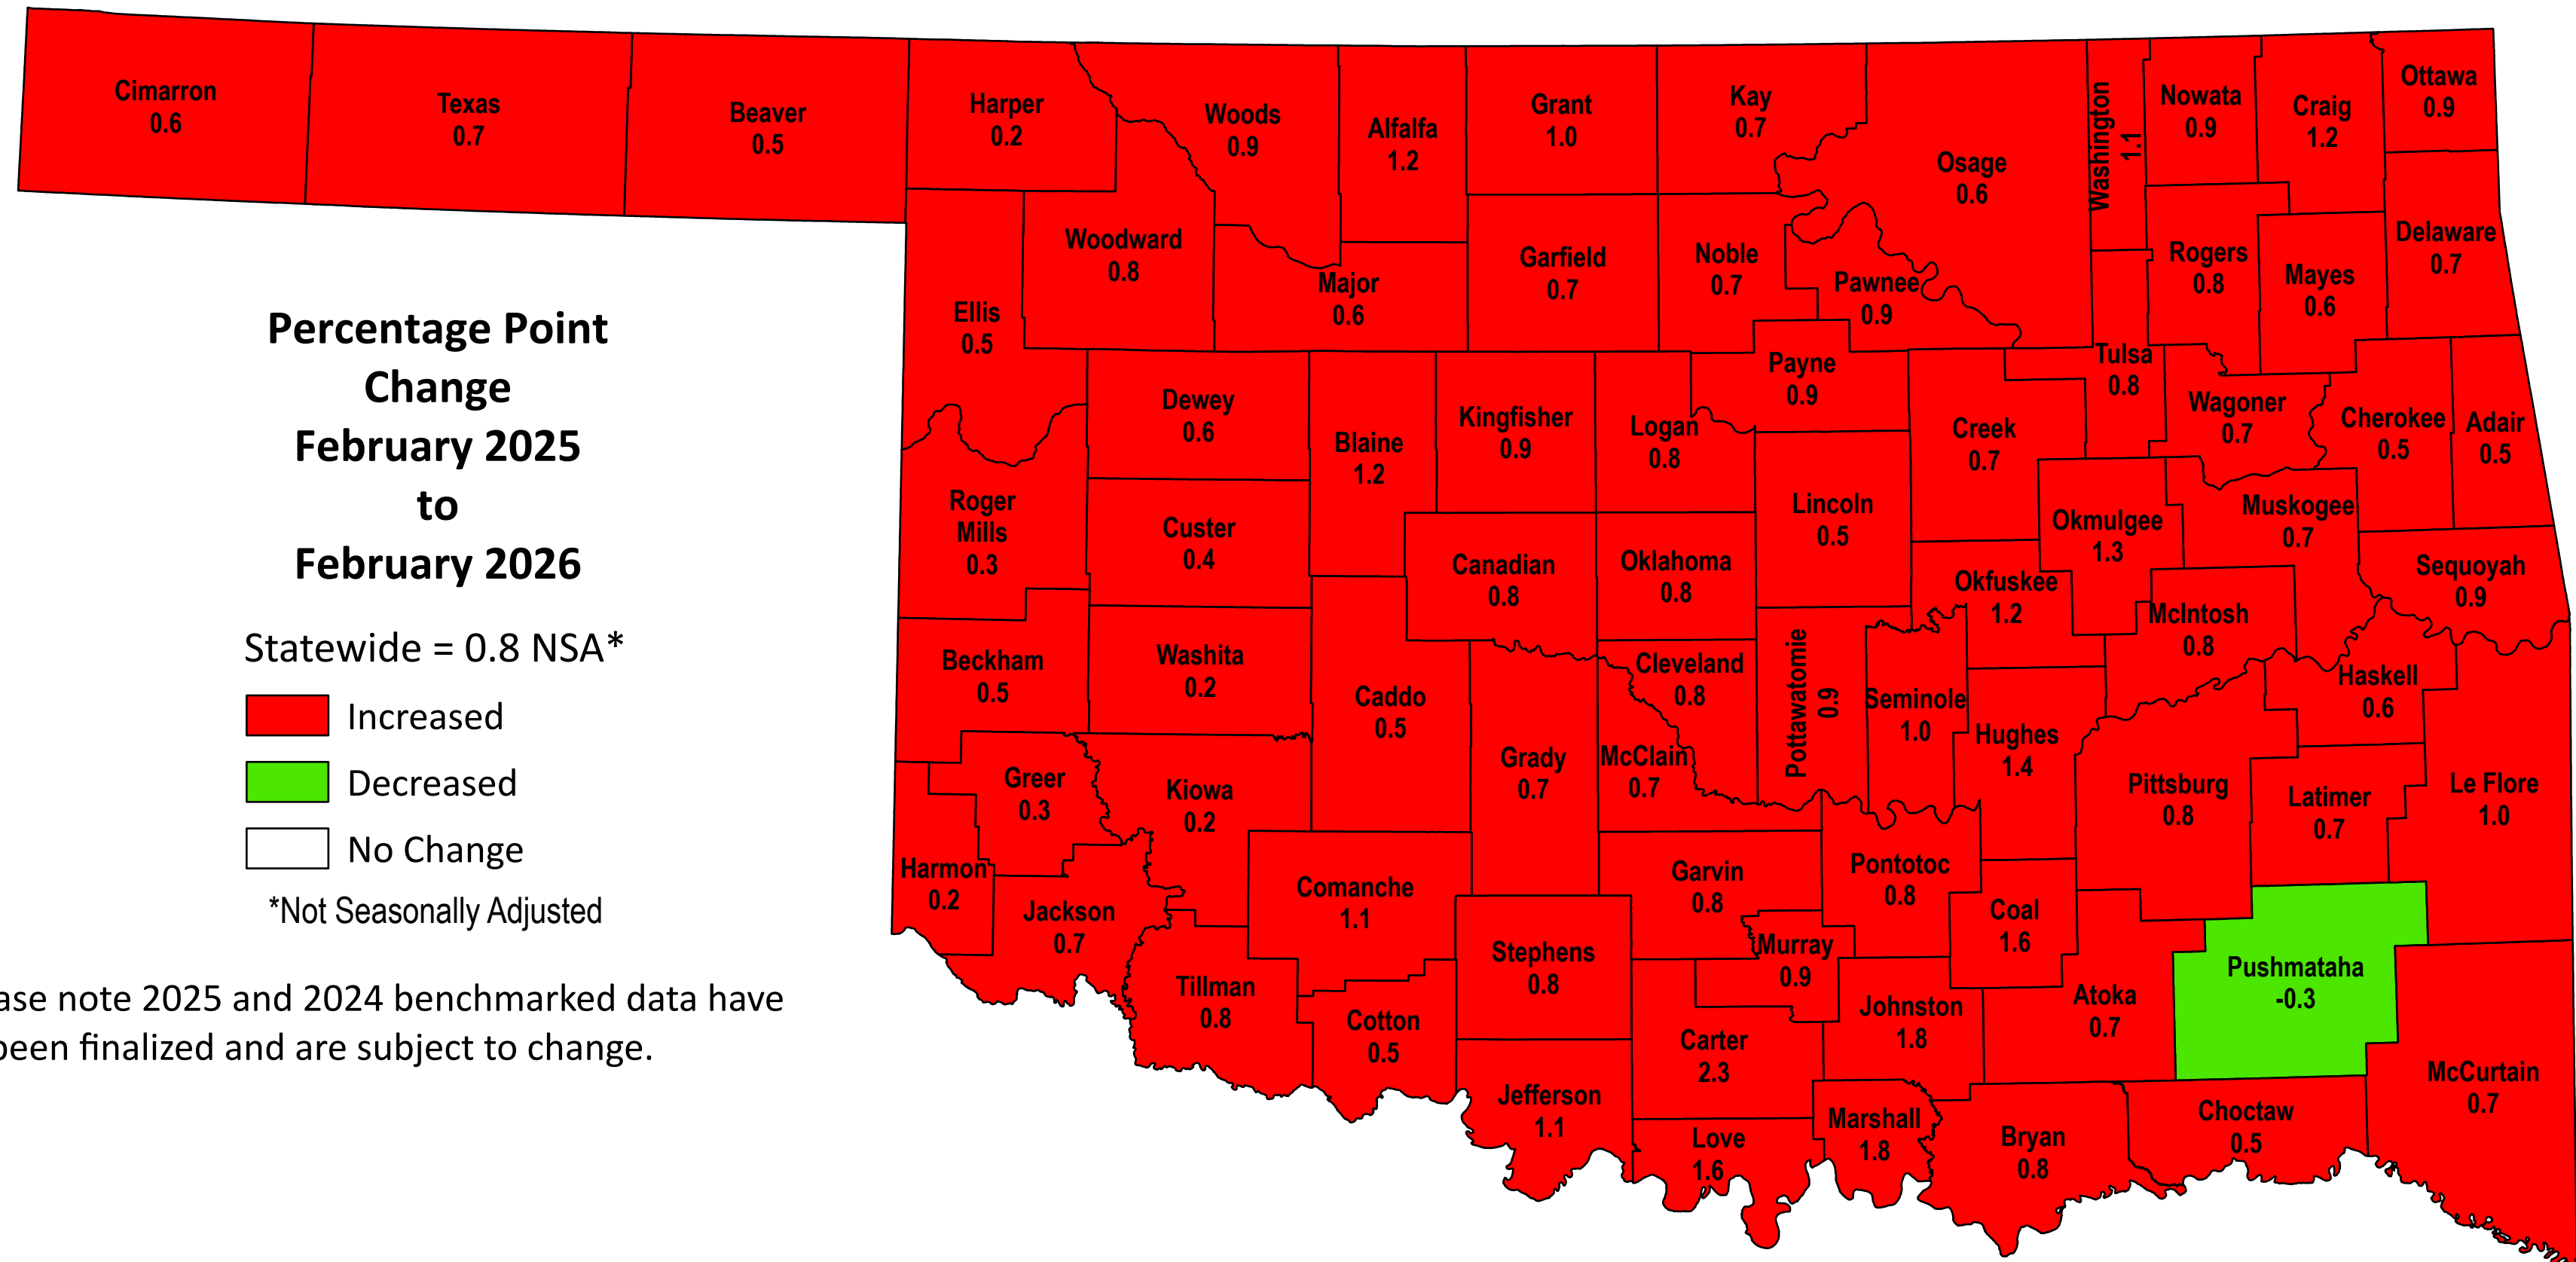 Cimarron
0.6
Texas
0.7
Beaver
0.5
Harper
0.2
Woods
0.9
Alfalfa
1.2
Grant
1.0
Kay
0.7
Osage
0.6
Washington
1.1
Nowata
0.9
Craig
1.2
Ottawa
0.9
Woodward
0.8
Ellis
0.5
Major
0.6
Garfield
0.7
Noble
0.7
Pawnee
0.9
Rogers
0.8
Mayes
0.6
Delaware
0.7
Percentage Point
Change
February 2025
to
February 2026
Statewide = 0.8 NSA*
Increased
Decreased
No Change
*Not Seasonally Adjusted
ase note 2025 and 2024 benchmarked data have
been finalized and are subject to change.
Dewey
0.6
Blaine
1.2
Kingfisher
0.9
Logan
0.8
Payne
0.9
Creek
0.7
Tulsa
0.8
Wagoner
0.7
Cherokee
0.5
Adair
0.5
Roger
Mills
0.3
Custer
0.4
Canadian
0.8
Oklahoma
0.8
Lincoln
0.5
Okmulgee
1.3
Muskogee
0.7
Okfuskee
1.2
McIntosh
0.8
Sequoyah
0.9
Beckham
0.5
Washita
0.2
Caddo
0.5
Grady
0.7
Cleveland
0.8
McClain
0.7
Pottawatomie
0.9
Seminole
1.0
Hughes
1.4
Haskell
0.6
Pittsburg
0.8
Latimer
0.7
Le Flore
1.0
Greer
0.3
Kiowa
0.2
Harmon
0.2
Jackson
0.7
Comanche
1.1
Garvin
0.8
Pontotoc
0.8
Coal
1.6
Stephens
0.8
Murray
0.9
Tillman
0.8
Cotton
0.5
Carter
2.3
Johnston
1.8
Atoka
0.7
Pushmataha
-0.3
McCurtain
0.7
Jefferson
1.1
Love
1.6
Marshall
1.8
Bryan
0.8
Choctaw
0.5